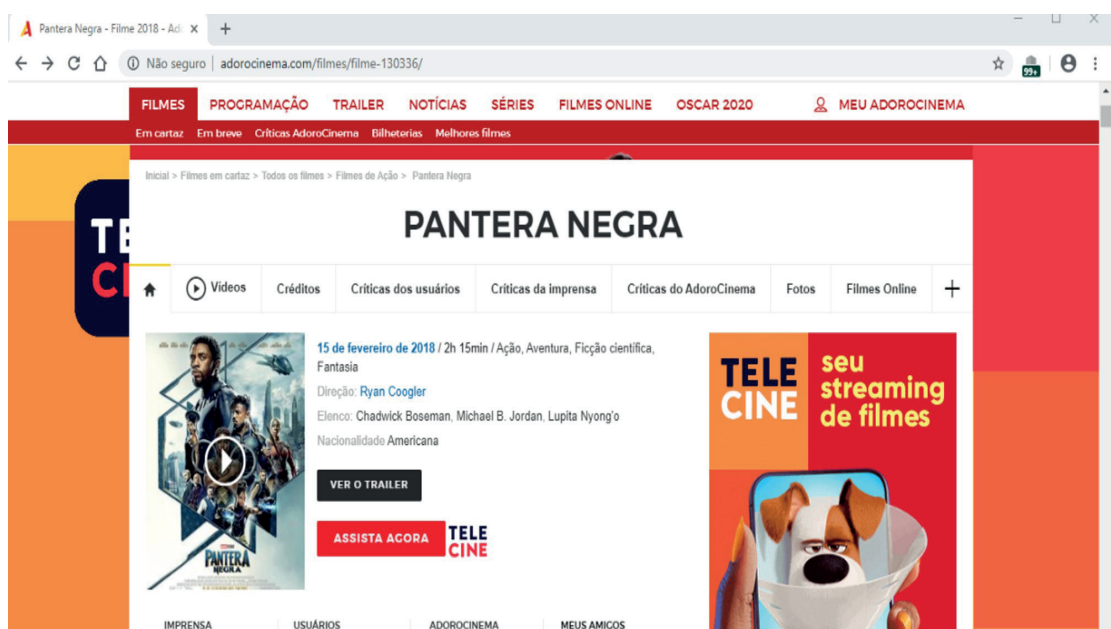 Pantera Negra - Filme 2018 - Ado
Não seguro | adorocinema.com/filmes/filme-130336/
99+
FILMES PROGRAMAÇÃO TRAILER NOTÍCIAS SÉRIES FILMES ONLINE OSCAR 2020 MEU ADOROCINEMA
Em cartaz Em breve Críticas AdoroCinema Bilheterias Melhores filmes
Inicial > Filmes em cartaz > Todos os filmes > Filmes de Ação > Pantera Negra
PANTERA NEGRA
Vídeos Créditos Críticas dos usuários Críticas da imprensa Críticas do AdoroCinema Fotos Filmes Online
15 de fevereiro de 2018 / 2h 15min / Ação, Aventura, Ficção científica,
Fantasia
Direção: Ryan Coogler
Elenco: Chadwick Boseman, Michael B. Jordan, Lupita Nyong'o
Nacionalidade Americana
VER O TRAILER
ASSISTA AGORA
TELE
CINE
PANTERA
NEGRA
TELE
CINE
seu
streaming
de filmes
IMPRENSA USUÁRIOS ADOROCINEMA MEUS AMIGOS